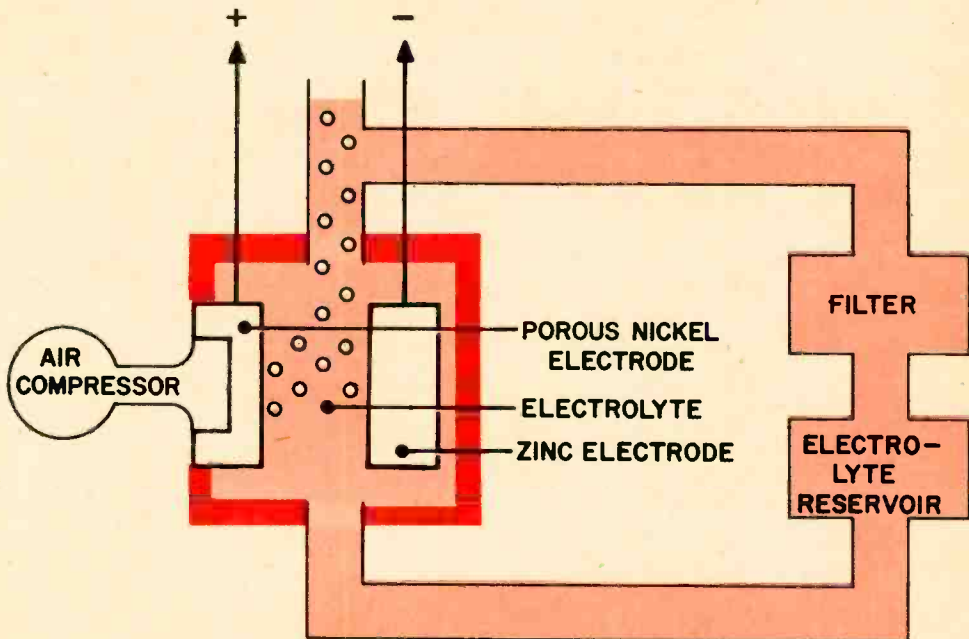 +
-
POROUS NICKEL
ELECTRODE
AIR
COMPRESSOR
ELECTROLYTE
ZINC ELECTRODE
FILTER
ELECTRO-
LYTE
RESERVOIR